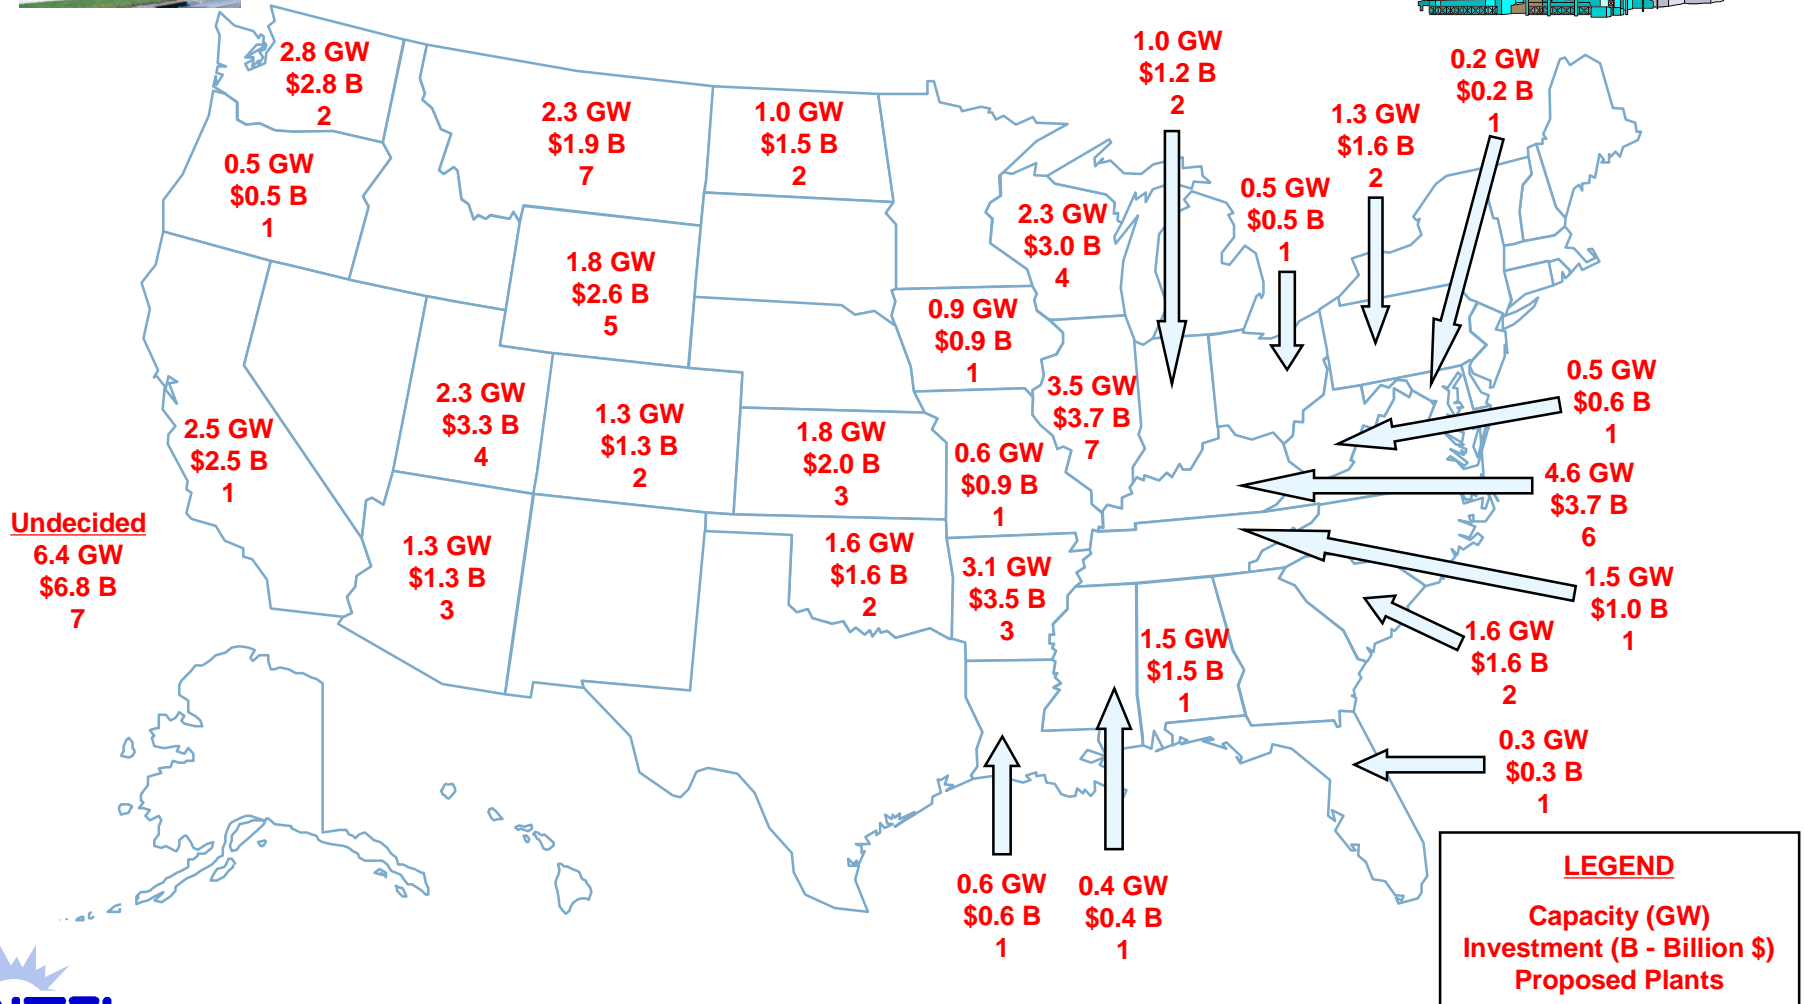 2.8 GW
$2.8 B
2
0.5 GW
$0.5 B
1
2.3 GW
$1.9 B
7
1.0 GW
$1.5 B
2
1.0 GW
$1.2 B
2
0.2 GW
$0.2 B
1
1.3 GW
$1.6 B
2
0.5 GW
$0.5 B
1
2.3 GW
$3.0 B
4
1.8 GW
$2.6 B
5
0.9 GW
$0.9 B
1
2.3 GW
$3.3 B
4
1.3 GW
$1.3 B
2
1.8 GW
$2.0 B
3
3.5 GW
$3.7 B
7
0.6 GW
$0.9 B
1
0.5 GW
$0.6 B
1
2.5 GW
$2.5 B
1
4.6 GW
$3.7 B
6
Undecided
6.4 GW
$6.8 B
7
1.3 GW
$1.3 B
3
1.6 GW
$1.6 B
2
3.1 GW
$3.5 B
3
1.5 GW
$1.0 B
1
1.5 GW
$1.5 B
1
1.6 GW
$1.6 B
2
0.3 GW
$0.3 B
1
0.6 GW
$0.6 B
1
0.4 GW
$0.4 B
1
LEGEND
Capacity (GW)
Investment (B - Billion $)
Proposed Plants